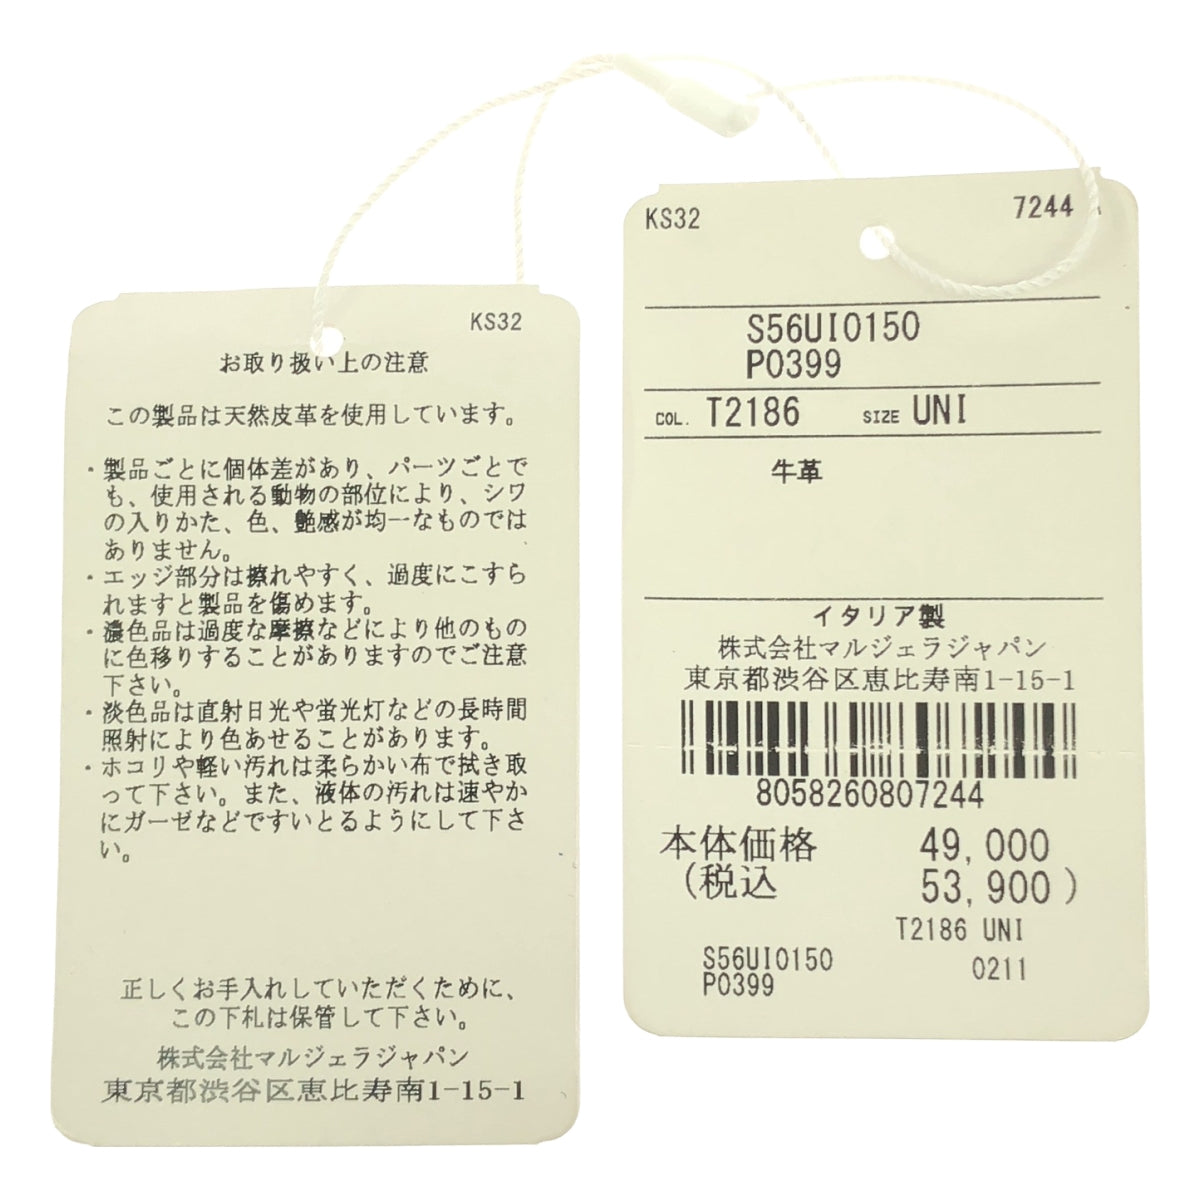 KS32
お取り扱い上の注意
この製品は天然皮革を使用しています。
・製品ごとに個体差があり、パーツごとで
も、使用される動物の部位により、シワ
の入りかた、色、艶感が均一なものでは
ありません。
・エッジ部分は擦れやすく、過度にこすら
れますと製品を傷めます。
・濃色品は過度な摩擦などにより他のもの
に色移りすることがありますのでご注意
下さい。
・淡色品は直射日光や蛍光灯などの長時間
照射により色あせることがあります。
・ホコリや軽い汚れは柔らかい布で拭き取
って下さい。また、液体の汚れは速やか
にガーゼなどですいとるようにして下さ
い。
正しくお手入れしていただくために、
この下札は保管して下さい。
株式会社マルジェラジャパン
東京都渋谷区恵比寿南1-15-1
KS32 7244
S56UI0150
P0399
COL. T2186 SIZE UNI
牛革
イタリア製
株式会社マルジェラジャパン
東京都渋谷区恵比寿南1-15-1
8058260807244
本体価格 49,000
(税込 53,900)
T2186 UNI
S56UI0150 0211
P0399